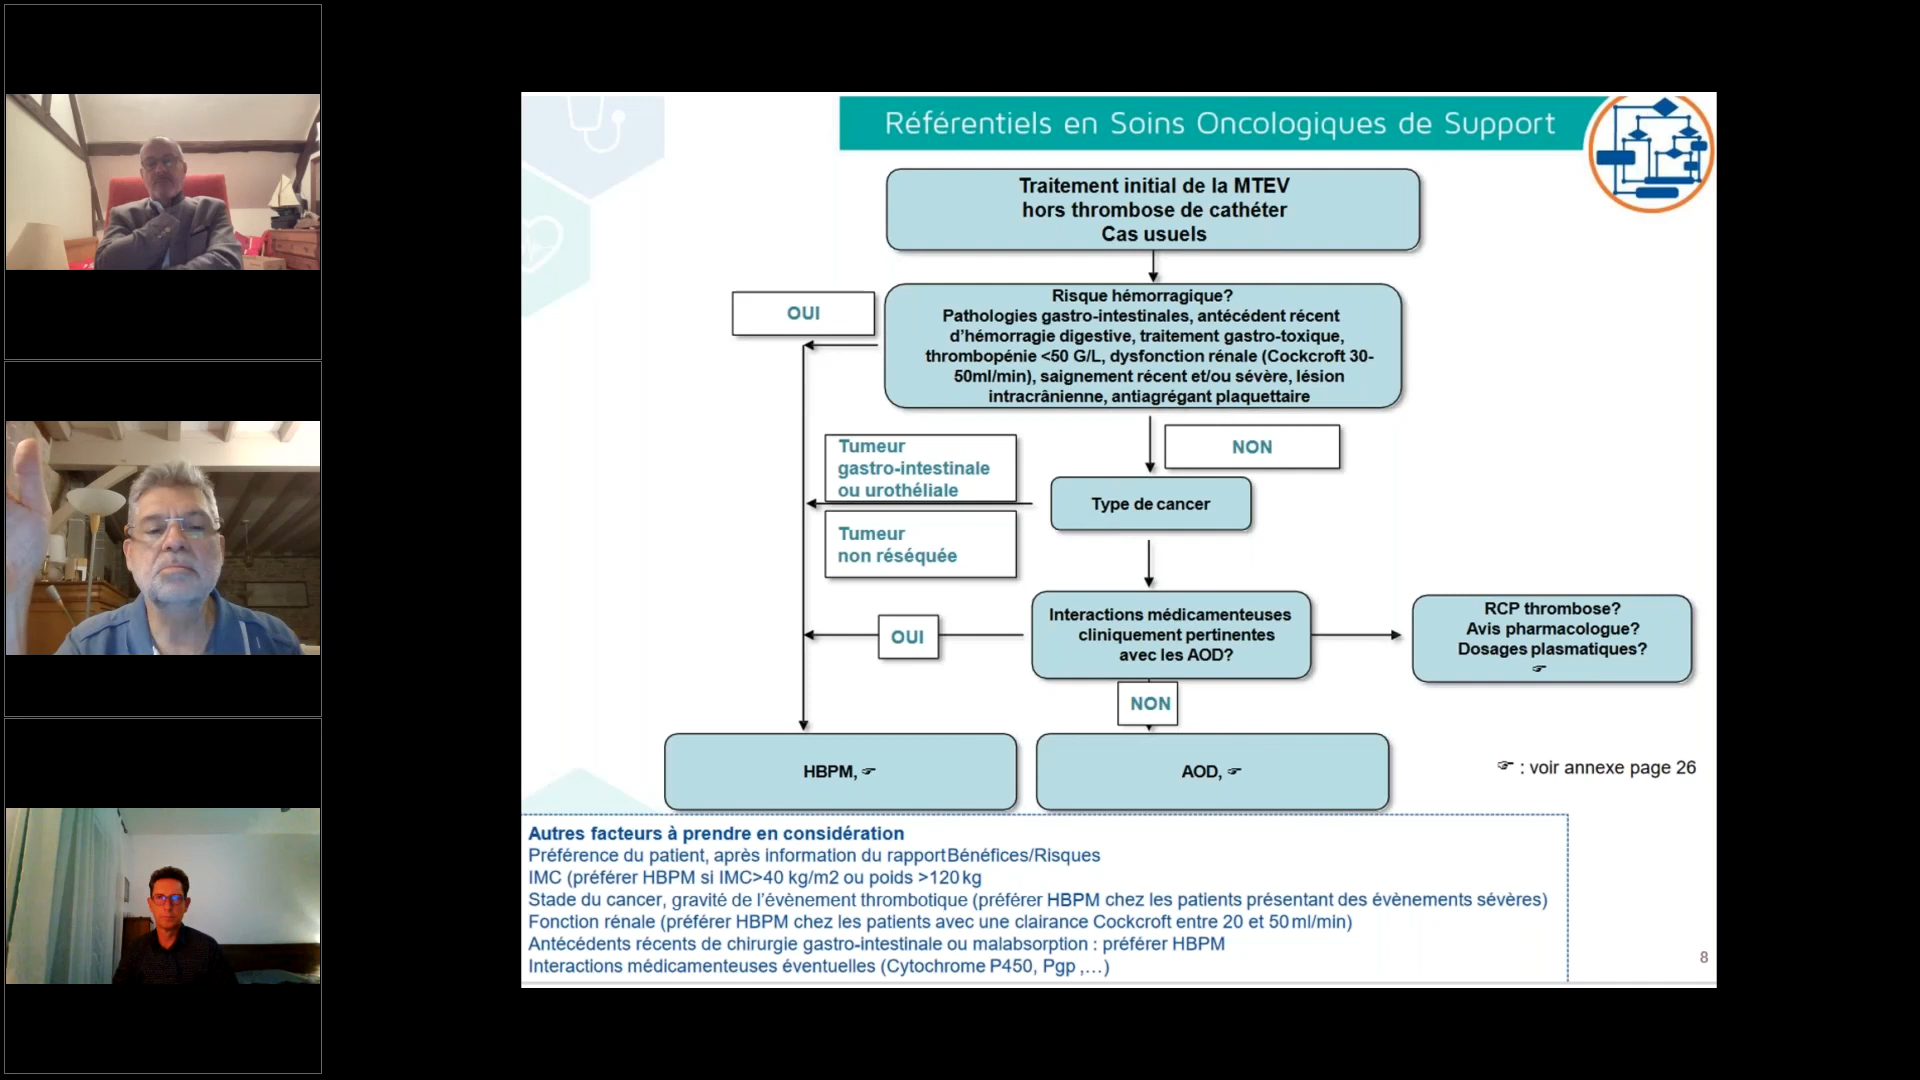 Référentiels en Soins Oncologiques de Support
Traitement initial de la MTEV
hors thrombose de cathéter
Cas usuels
OUI
Risque hémorragique?
Pathologies gastro-intestinales, antécédent récent
d'hémorragie digestive, traitement gastro-toxique,
thrombopénie <50 G/L, dysfonction rénale (Cockcroft 30-
50ml/min), saignement récent et/ou sévère, lésion
intracrânienne, antiagrégant plaquettaire
NON
Tumeur
gastro-intestinale
ou urothéliale
Type de cancer
Tumeur
non réséquée
OUI
Interactions médicamenteuses
cliniquement pertinentes
avec les AOD?
RCP thrombose?
Avis pharmacologue?
Dosages plasmatiques?
☞
NON
HBPM, ☞
AOD, ☞
☞ : voir annexe page 26
Autres facteurs à prendre en considération
Préférence du patient, après information du rapport Bénéfices/Risques
IMC (préférer HBPM si IMC>40 kg/m2 ou poids >120 kg
Stade du cancer, gravité de l'évènement thrombotique (préférer HBPM chez les patients présentant des évènements sévères)
Fonction rénale (préférer HBPM chez les patients avec une clairance Cockcroft entre 20 et 50 ml/min)
Antécédents récents de chirurgie gastro-intestinale ou malabsorption : préférer HBPM
Interactions médicamenteuses éventuelles (Cytochrome P450, Pgp ,…)
8